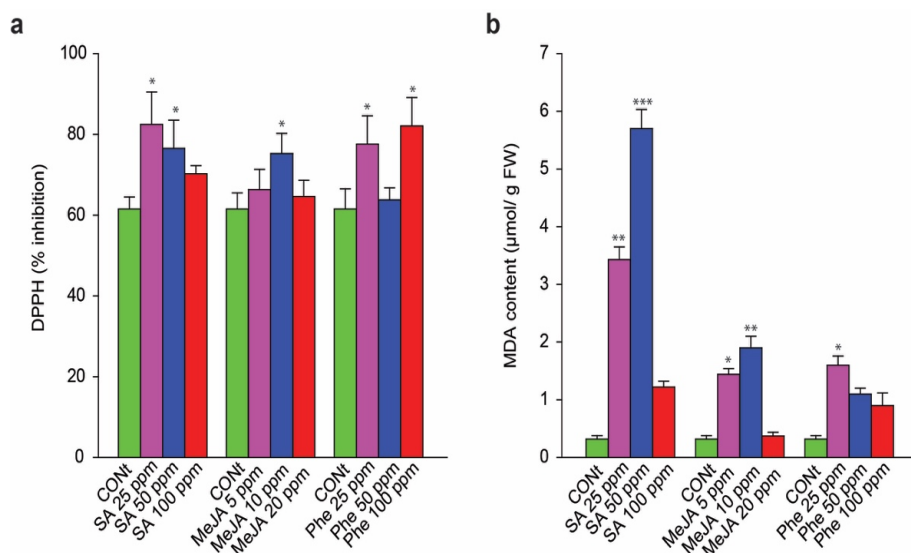 a
b
DPPH (% inhibition)
100
80
60
40
20
0
*
*
*
*
*
CONt
SA 25 ppm
SA 50 ppm
SA 100 ppm
CONt
MeJA 5 ppm
MeJA 10 ppm
MeJA 20 ppm
CONt
Phe 25 ppm
Phe 50 ppm
Phe 100 ppm
MDA content (µmol/ g FW)
7
6
5
4
3
2
1
0
**
***
*
**
*
CONt
SA 25 ppm
SA 50 ppm
SA 100 ppm
CONt
MeJA 5 ppm
MeJA 10 ppm
MeJA 20 ppm
CONt
Phe 25 ppm
Phe 50 ppm
Phe 100 ppm